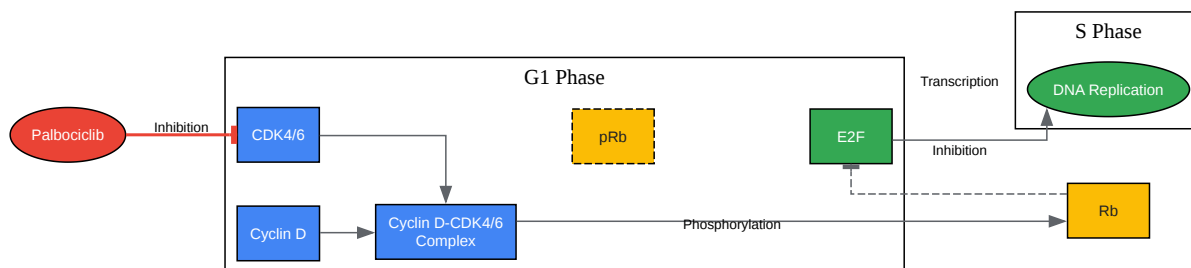 S Phase
G1 Phase
Transcription
DNA Replication
Palbociclib
Inhibition
CDK4/6
pRb
E2F
Inhibition
Cyclin D
Cyclin D-CDK4/6
Complex
Phosphorylation
Rb